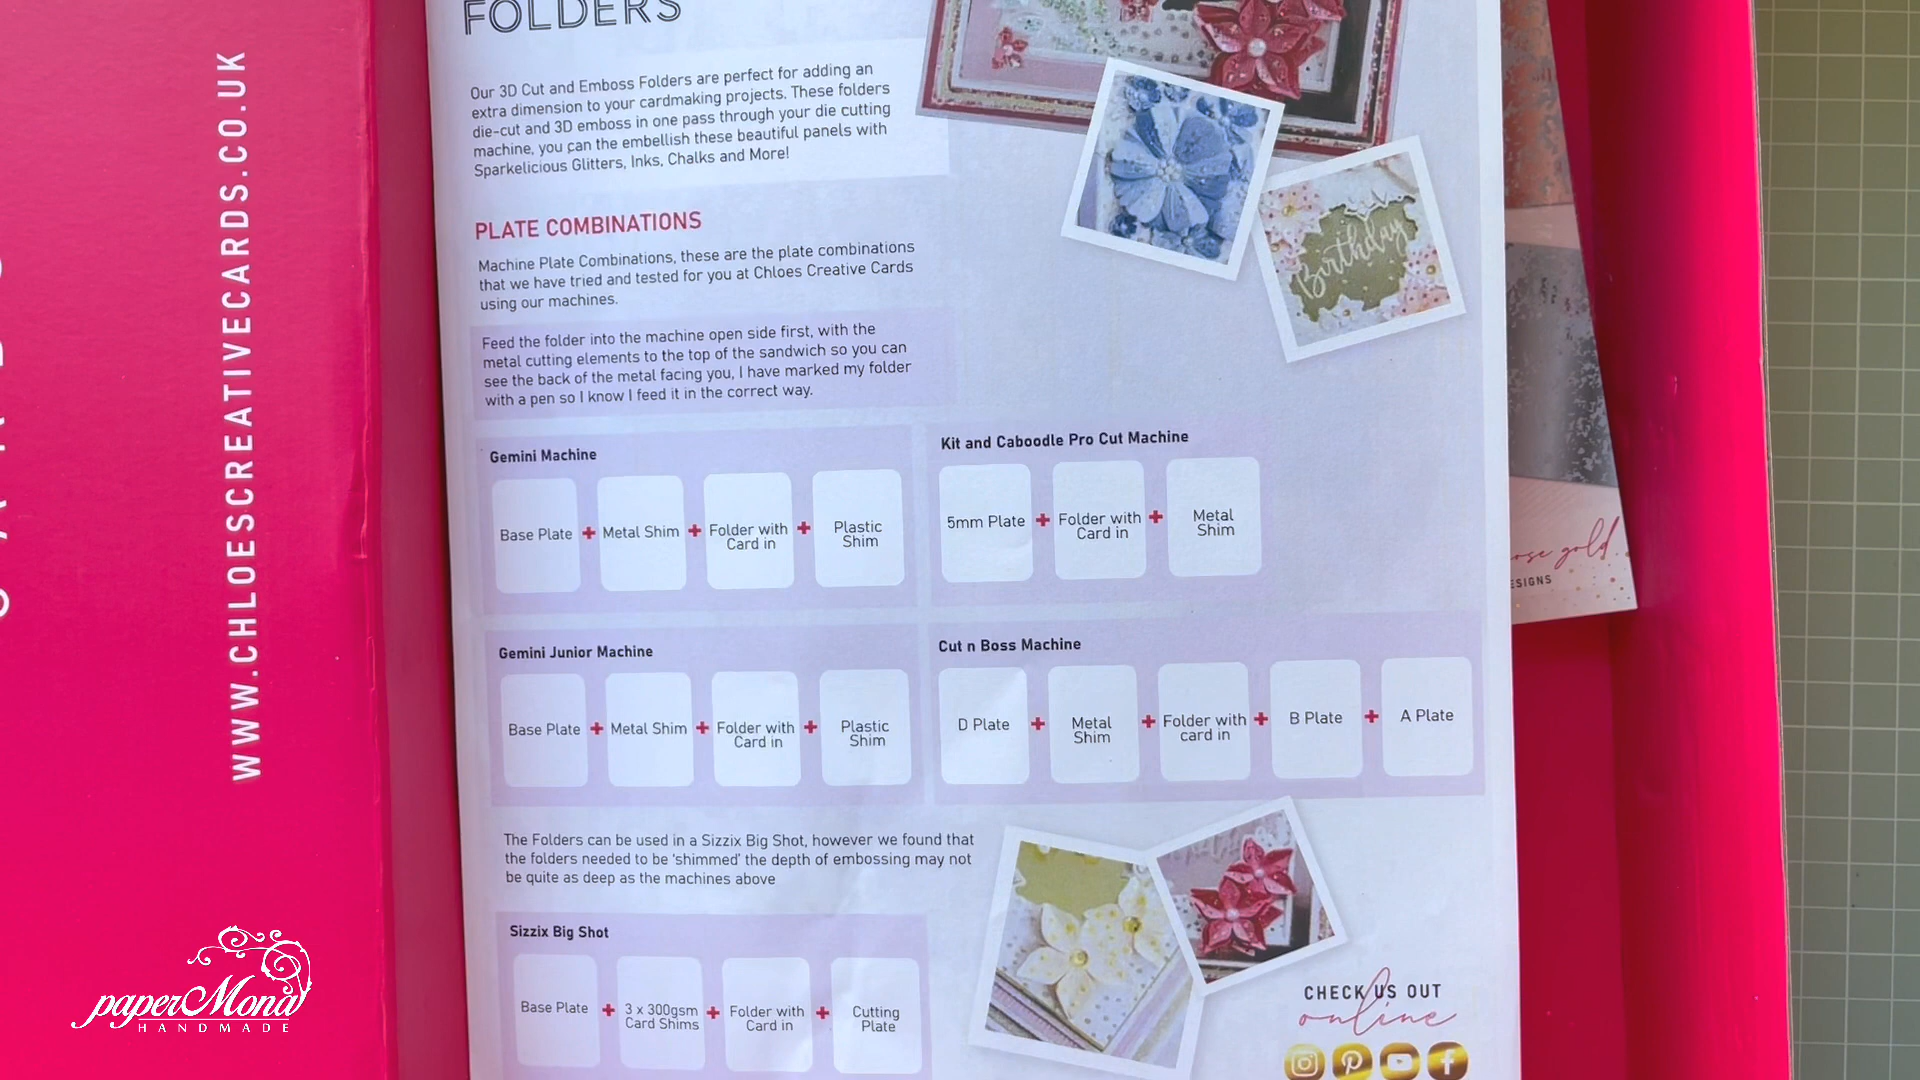 WWW.CHLOESCREATIVECARDS.CO.UK
FOLDERS
Our 3D Cut and Emboss Folders are perfect for adding an
extra dimension to your cardmaking projects. These folders
die-cut and 3D emboss in one pass through your die cutting
machine, you can the embellish these beautiful panels with
Sparkelicious Glitters, Inks, Chalks and More!
PLATE COMBINATIONS
Machine Plate Combinations, these are the plate combinations
that we have tried and tested for you at Chloes Creative Cards
using our machines.
Feed the folder into the machine open side first, with the
metal cutting elements to the top of the sandwich so you can
see the back of the metal facing you, I have marked my folder
with a pen so I know I feed it in the correct way.
Birthday
Gemini Machine
Base Plate + Metal Shim + Folder with + Plastic
Card in Shim
Kit and Caboodle Pro Cut Machine
5mm Plate + Folder with + Metal
Card in Shim
Gemini Junior Machine
Base Plate + Metal Shim + Folder with + Plastic
Card in Shim
Cut n Boss Machine
D Plate + Metal + Folder with + B Plate + A Plate
Shim card in
The Folders can be used in a Sizzix Big Shot, however we found that
the folders needed to be 'shimmed' the depth of embossing may not
be quite as deep as the machines above
Sizzix Big Shot
Base Plate + 3 x 300gsm + Folder with + Cutting
Card Shims Card in Plate
CHECK US OUT
online
gold
paperMona
HANDMADE